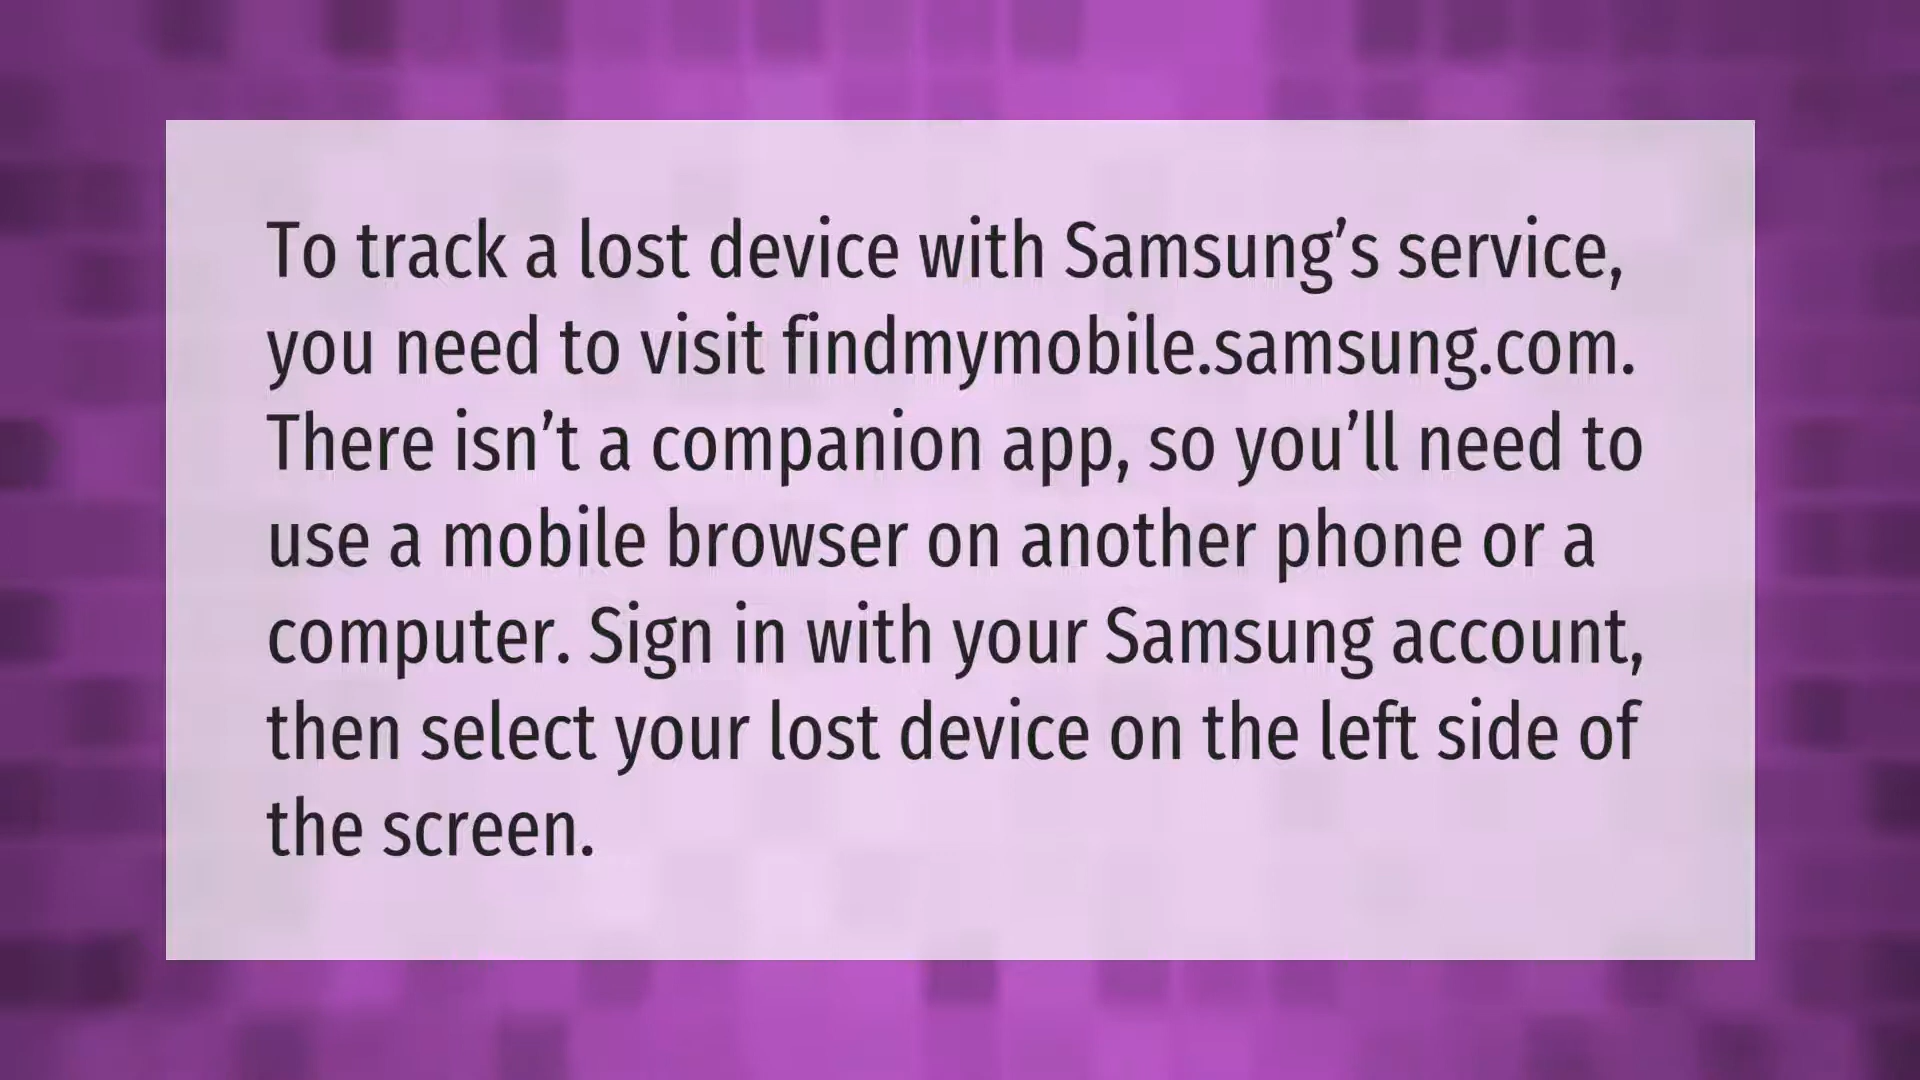 To track a lost device with Samsung’s service,
you need to visit findmymobile.samsung.com.
There isn’t a companion app, so you’ll need to
use a mobile browser on another phone or a
computer. Sign in with your Samsung account,
then select your lost device on the left side of
the screen.